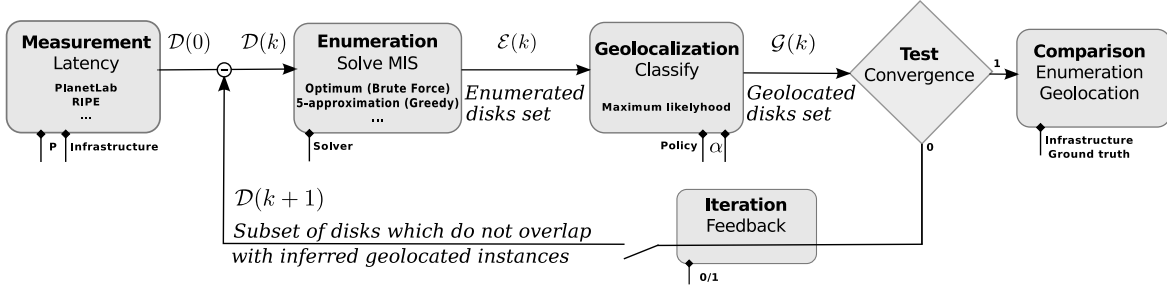 Measurement
Latency
PlanetLab
RIPE
...
P
Infrastructure
𝒟(0)
𝒟(k)
Enumeration
Solve MIS
Optimum (Brute Force)
5-approximation (Greedy)
...
Solver
ℰ(k)
Enumerated
disks set
Geolocalization
Classify
Maximum likelyhood
Policy
α
𝒢(k)
Geolocated
disks set
Test
Convergence
1
0
Comparison
Enumeration
Geolocation
Infrastructure
Ground truth
𝒟(k + 1)
Subset of disks which do not overlap
with inferred geolocated instances
Iteration
Feedback
0/1